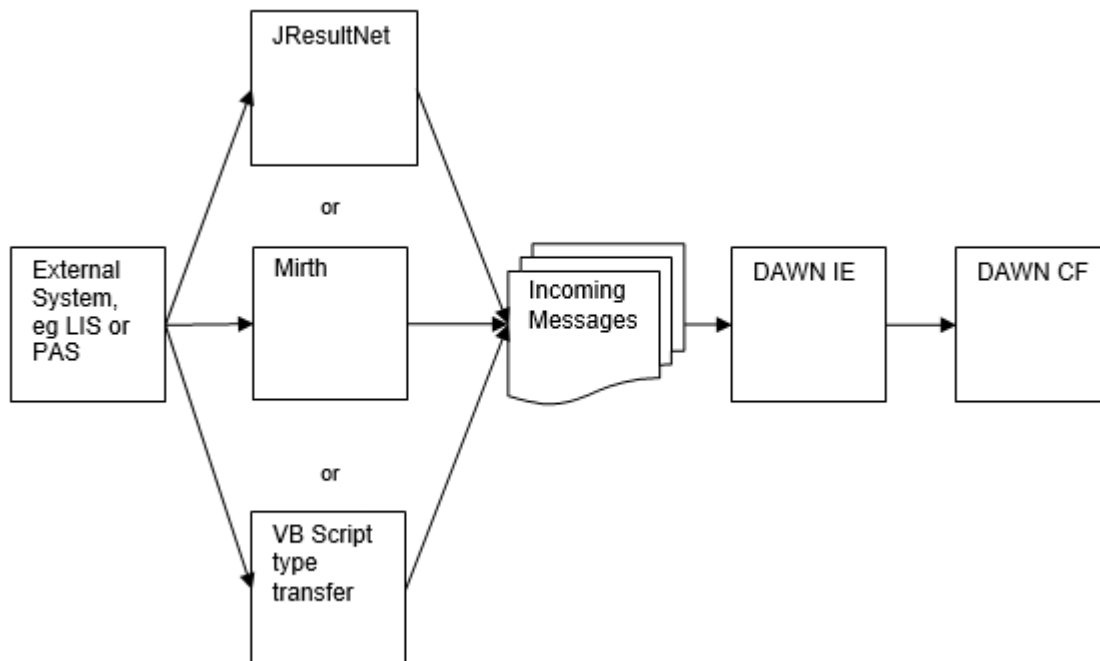 JResultNet
or
External
System,
eg LIS or
PAS
Mirth
Incoming
Messages
DAWN IE
DAWN CF
or
VB Script
type
transfer